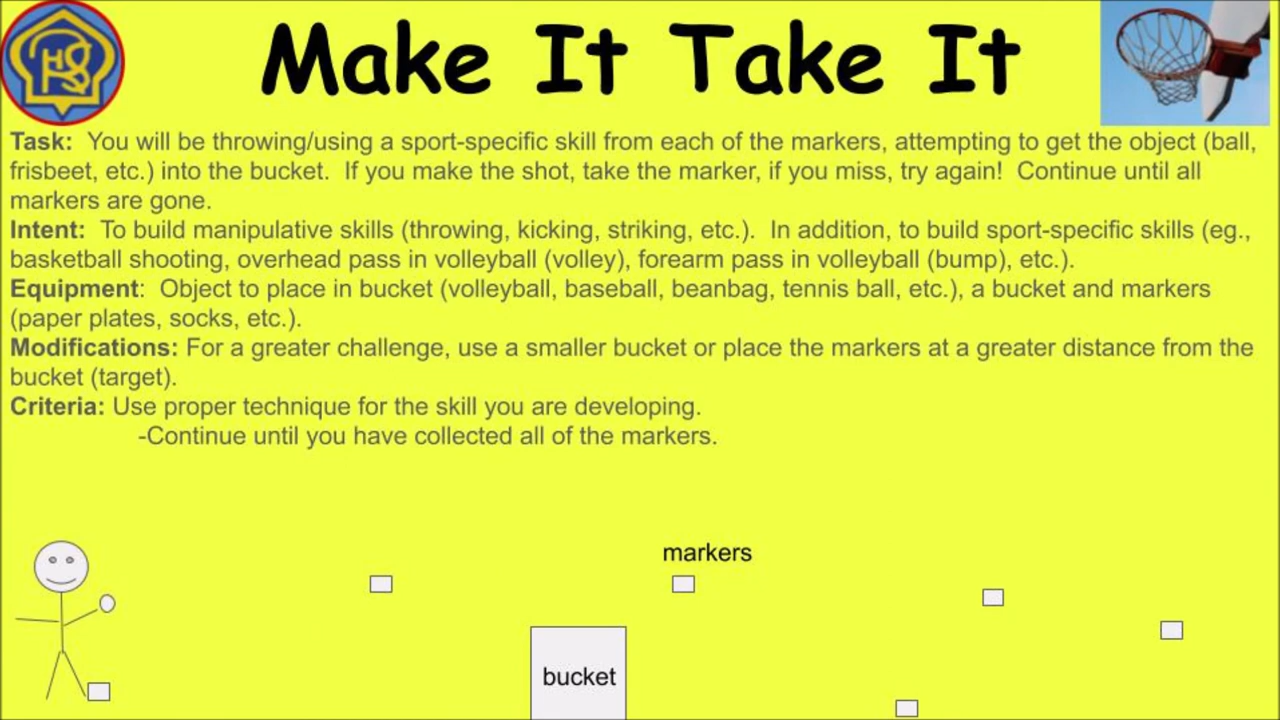 Make It Take It
Task:  You will be throwing/using a sport-specific skill from each of the markers, attempting to get the object (ball,
frisbeet, etc.) into the bucket.  If you make the shot, take the marker, if you miss, try again!  Continue until all
markers are gone.
Intent:  To build manipulative skills (throwing, kicking, striking, etc.).  In addition, to build sport-specific skills (eg.,
basketball shooting, overhead pass in volleyball (volley), forearm pass in volleyball (bump), etc.).
Equipment:  Object to place in bucket (volleyball, baseball, beanbag, tennis ball, etc.), a bucket and markers
(paper plates, socks, etc.).
Modifications: For a greater challenge, use a smaller bucket or place the markers at a greater distance from the
bucket (target).
Criteria: Use proper technique for the skill you are developing.
-Continue until you have collected all of the markers.
markers
bucket